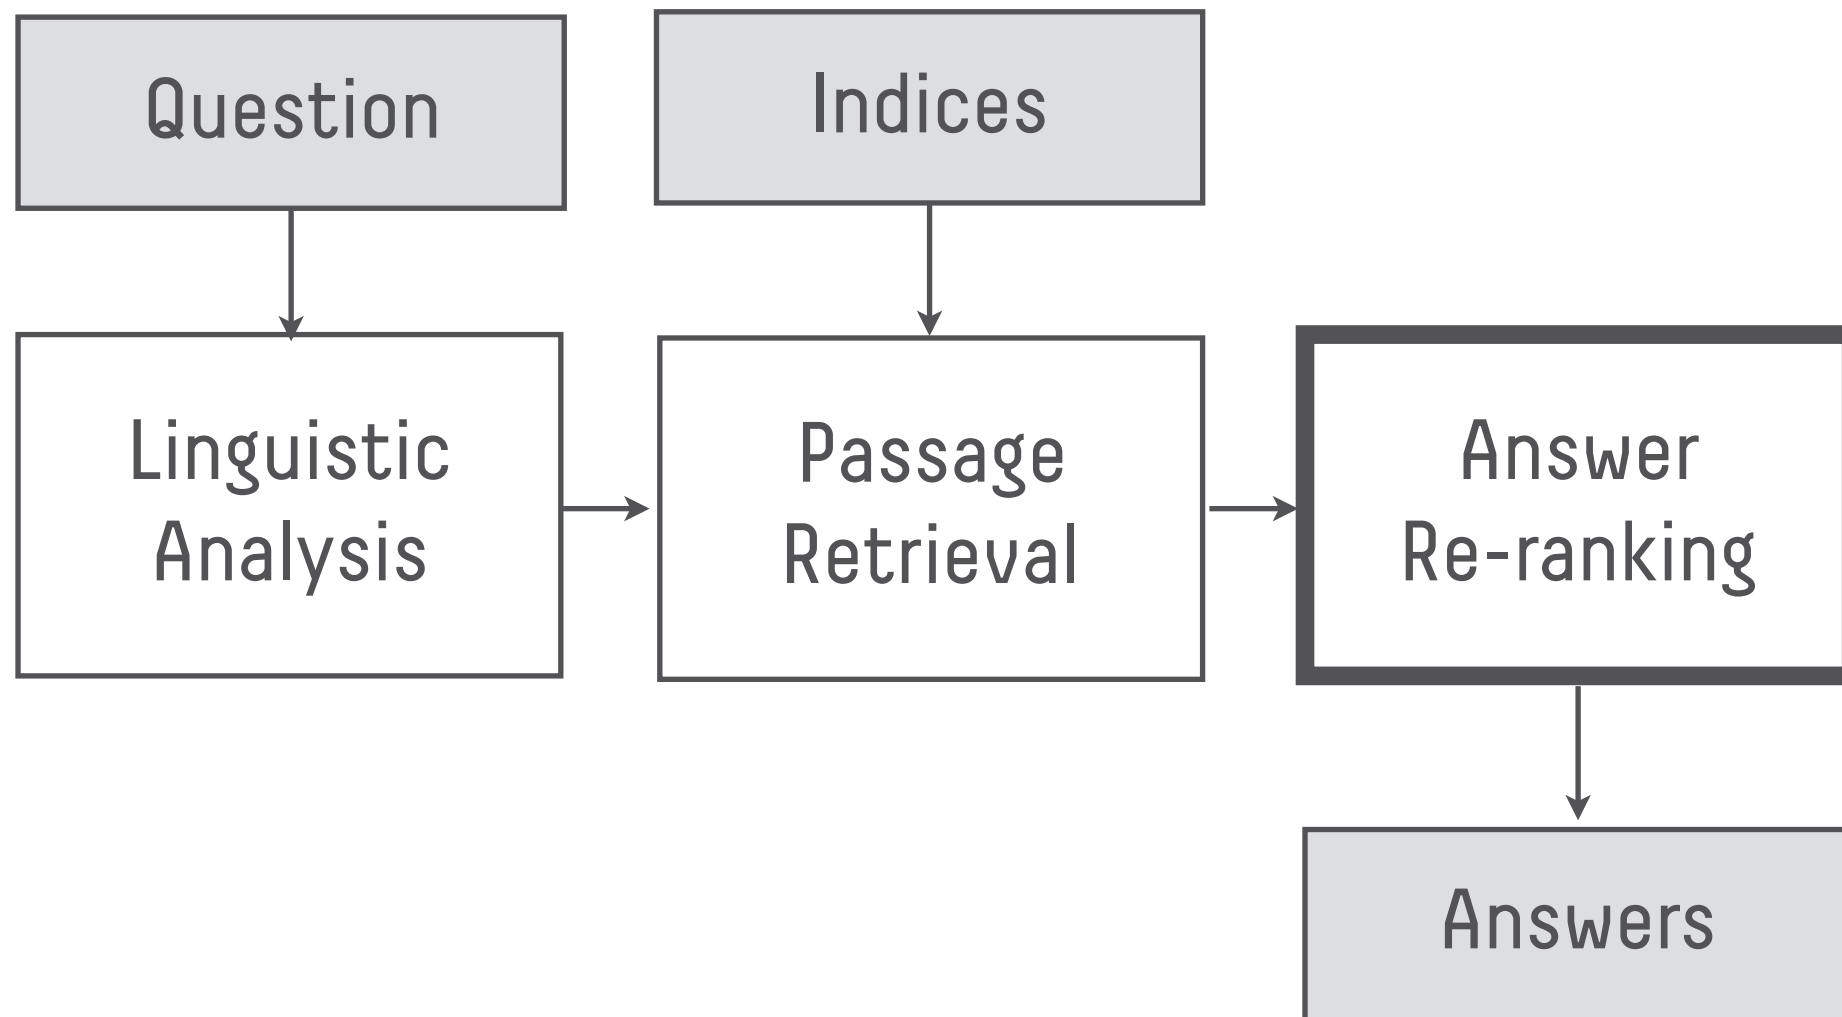 Question
Indices
Linguistic
Analysis
Passage
Retrieval
Answer
Re-ranking
Answers